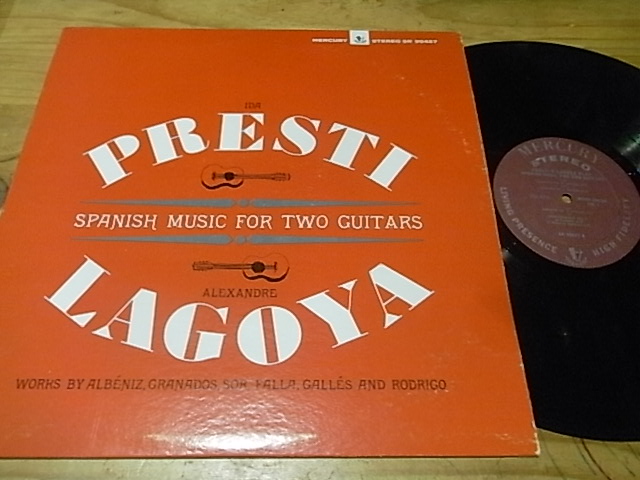 MERCURY STEREO SR 90427
IDA
PRESTI
SPANISH MUSIC FOR TWO GUITARS
ALEXANDRE
LAGOYA
WORKS BY ALBÉNIZ, GRANADOS, SOR, FALLA, GALLÉS AND RODRIGO
MERCURY
STEREO
LIVING PRESENCE
HIGH FIDELITY